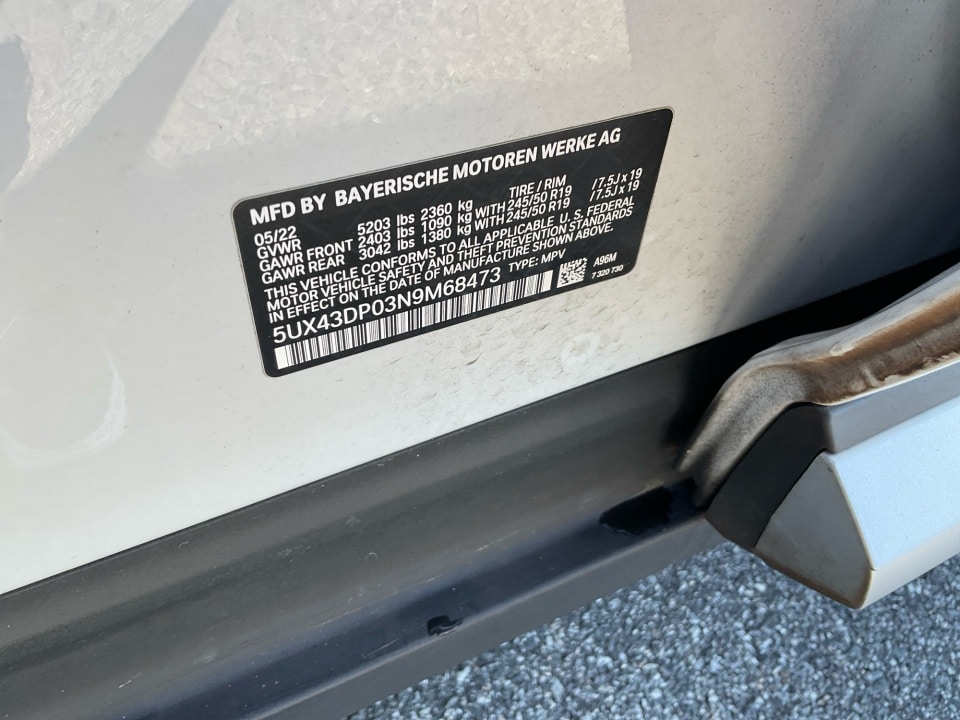 MFD BY BAYERISCHE MOTOREN WERKE AG
05/22 TIRE / RIM
GVWR 5203 lbs 2360 kg
GAWR FRONT 2403 lbs 1090 kg WITH 245/50 R19 / 7.5J x 19
GAWR REAR 3042 lbs 1380 kg WITH 245/50 R19 / 7.5J x 19
THIS VEHICLE CONFORMS TO ALL APPLICABLE U. S. FEDERAL
MOTOR VEHICLE SAFETY AND THEFT PREVENTION STANDARDS
IN EFFECT ON THE DATE OF MANUFACTURE SHOWN ABOVE.
5UX43DP03N9M68473 TYPE: MPV
A96M
7 320 730